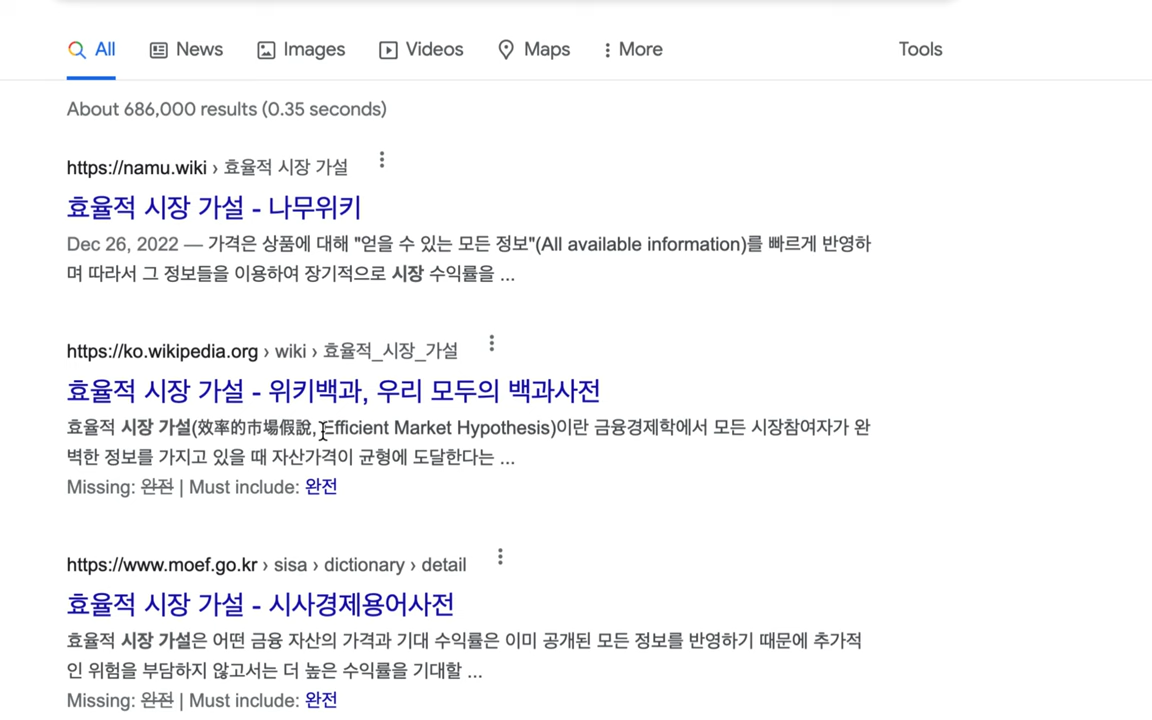 All News Images Videos Maps More Tools
About 686,000 results (0.35 seconds)
https://namu.wiki › 효율적 시장 가설
효율적 시장 가설 - 나무위키
Dec 26, 2022 — 가격은 상품에 대해 "얻을 수 있는 모든 정보"(All available information)를 빠르게 반영하
며 따라서 그 정보들을 이용하여 장기적으로 시장 수익률을 ...
https://ko.wikipedia.org › wiki › 효율적_시장_가설
효율적 시장 가설 - 위키백과, 우리 모두의 백과사전
효율적 시장 가설(效率的市場假說, Efficient Market Hypothesis)이란 금융경제학에서 모든 시장참여자가 완
벽한 정보를 가지고 있을 때 자산가격이 균형에 도달한다는 ...
Missing: 완전 | Must include: 완전
https://www.moef.go.kr › sisa › dictionary › detail
효율적 시장 가설 - 시사경제용어사전
효율적 시장 가설은 어떤 금융 자산의 가격과 기대 수익률은 이미 공개된 모든 정보를 반영하기 때문에 추가적
인 위험을 부담하지 않고서는 더 높은 수익률을 기대할 ...
Missing: 완전 | Must include: 완전